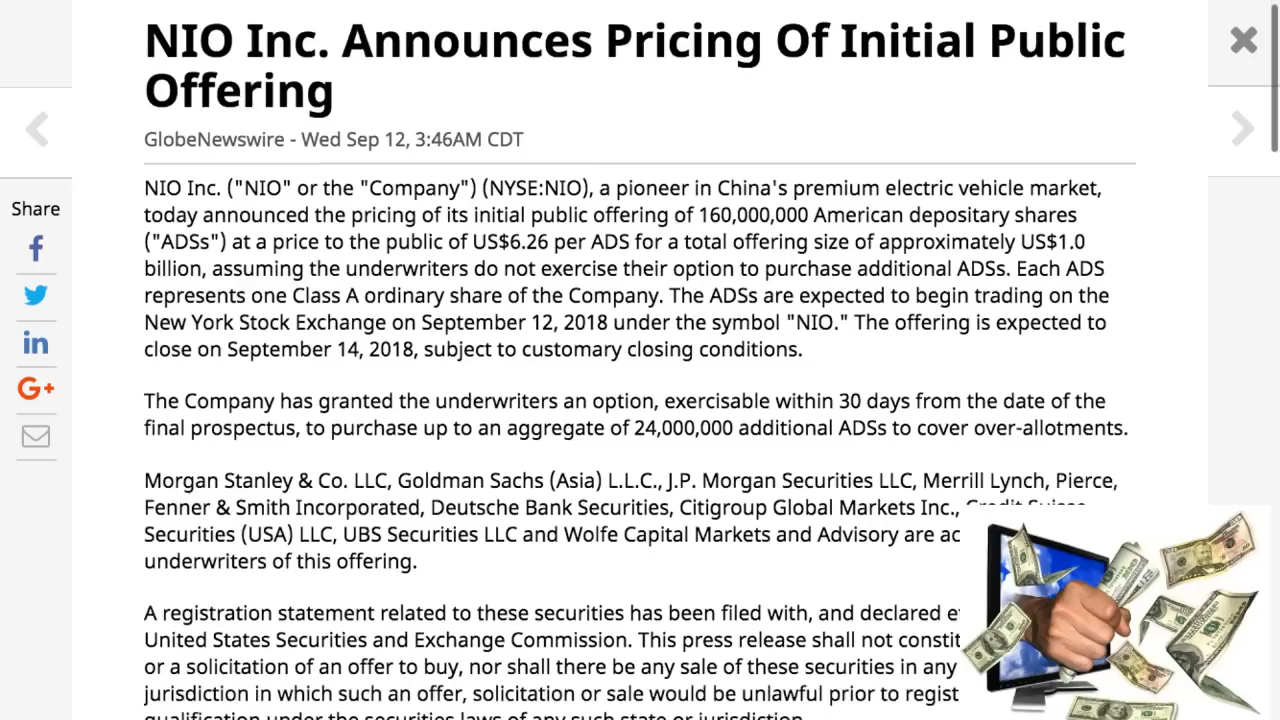 NIO Inc. Announces Pricing Of Initial Public
Offering
GlobeNewswire - Wed Sep 12, 3:46AM CDT
Share
NIO Inc. ("NIO" or the "Company") (NYSE:NIO), a pioneer in China's premium electric vehicle market,
today announced the pricing of its initial public offering of 160,000,000 American depositary shares
("ADSs") at a price to the public of US$6.26 per ADS for a total offering size of approximately US$1.0
billion, assuming the underwriters do not exercise their option to purchase additional ADSs. Each ADS
represents one Class A ordinary share of the Company. The ADSs are expected to begin trading on the
New York Stock Exchange on September 12, 2018 under the symbol "NIO." The offering is expected to
close on September 14, 2018, subject to customary closing conditions.
The Company has granted the underwriters an option, exercisable within 30 days from the date of the
final prospectus, to purchase up to an aggregate of 24,000,000 additional ADSs to cover over-allotments.
Morgan Stanley & Co. LLC, Goldman Sachs (Asia) L.L.C., J.P. Morgan Securities LLC, Merrill Lynch, Pierce,
Fenner & Smith Incorporated, Deutsche Bank Securities, Citigroup Global Markets Inc., Credit Suisse
Securities (USA) LLC, UBS Securities LLC and Wolfe Capital Markets and Advisory are
underwriters of this offering.
A registration statement related to these securities has been filed with, and declared
United States Securities and Exchange Commission. This press release shall not
or a solicitation of an offer to buy, nor shall there be any sale of these securities in any
jurisdiction in which such an offer, solicitation or sale would be unlawful prior to
qualification under the securities laws of any such state or jurisdiction.